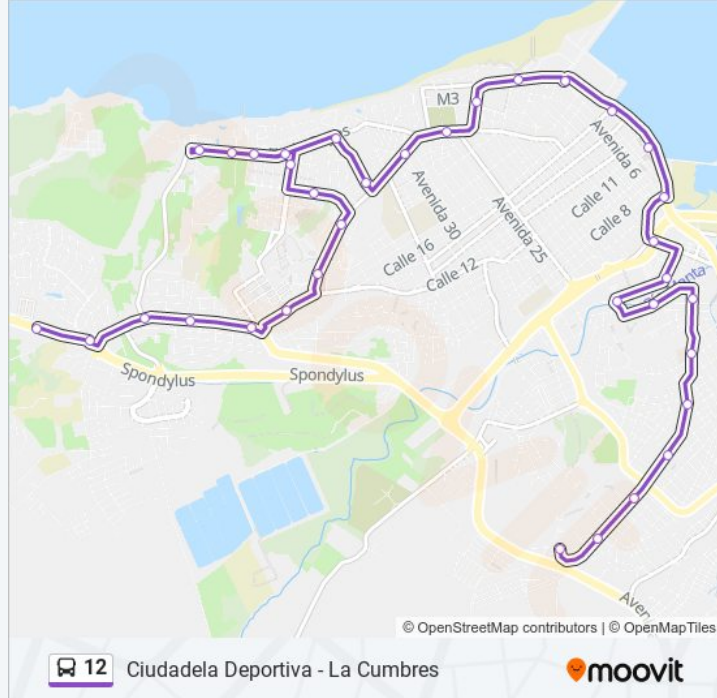 M3
Avenida 6
Calle 11
Calle 8
Avenida 30
Avenida 25
Calle 16
Calle 12
Spondylus
Spondylus
© OpenStreetMap contributors | © OpenMapTiles
12 Ciudadela Deportiva - La Cumbres
moovit